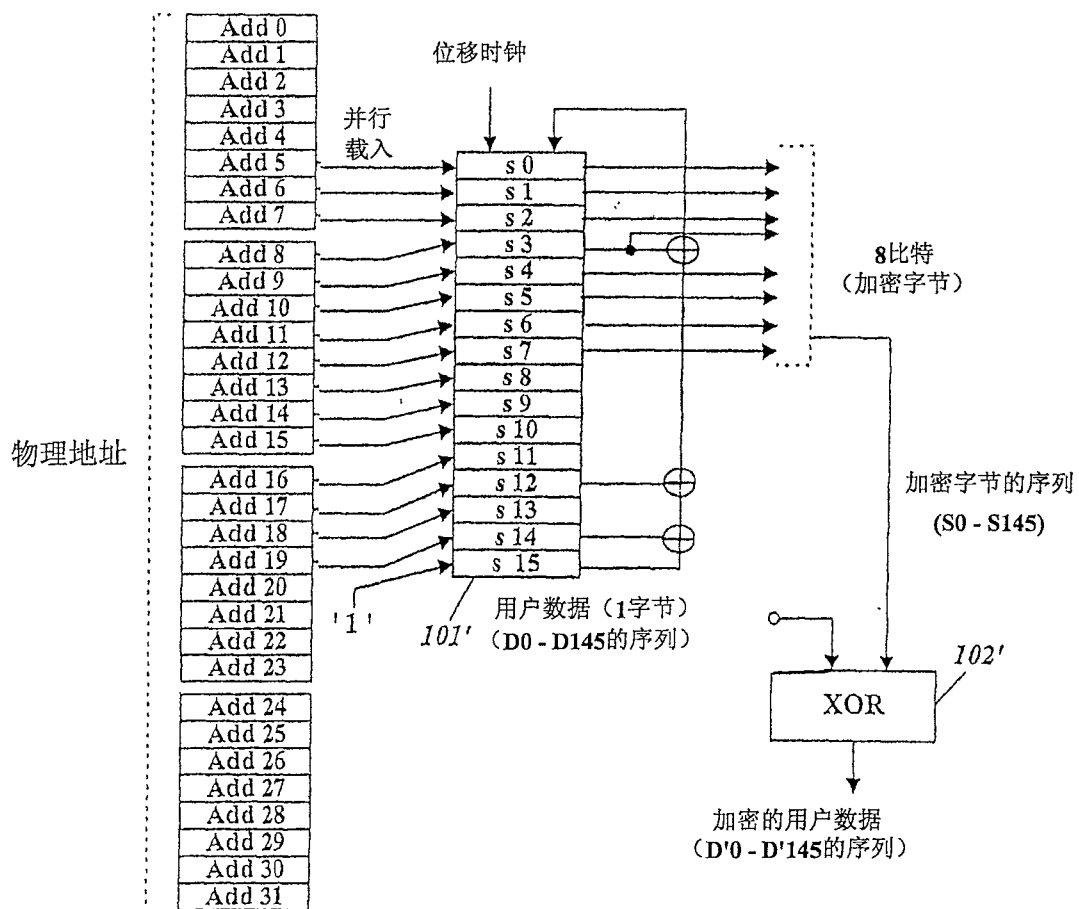 物理地址
Add 0
Add 1
Add 2
Add 3
Add 4
Add 5
Add 6
Add 7
Add 8
Add 9
Add 10
Add 11
Add 12
Add 13
Add 14
Add 15
Add 16
Add 17
Add 18
Add 19
Add 20
Add 21
Add 22
Add 23
Add 24
Add 25
Add 26
Add 27
Add 28
Add 29
Add 30
Add 31
并行
载入
'1'
位移时钟
s 0
s 1
s 2
s 3
s 4
s 5
s 6
s 7
s 8
s 9
s 10
s 11
s 12
s 13
s 14
s 15
101'
8比特
（加密字节）
加密字节的序列
(S0 - S145)
用户数据（1字节）
（D0 - D145的序列）
102'
XOR
加密的用户数据
（D'0 - D'145的序列）